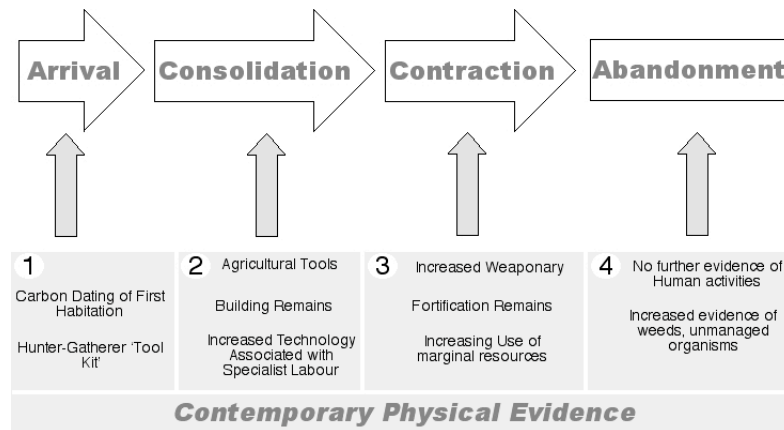 Arrival
Consolidation
Contraction
Abandonment
1
Carbon Dating of First
Habitation
Hunter-Gatherer ‘Tool
Kit’
2
Agricultural Tools
Building Remains
Increased Technology
Associated with
Specialist Labour
3
Increased Weaponary
Fortification Remains
Increasing Use of
marginal resources
4
No further evidence of
Human activities
Increased evidence of
weeds, unmanaged
organisms
Contemporary Physical Evidence